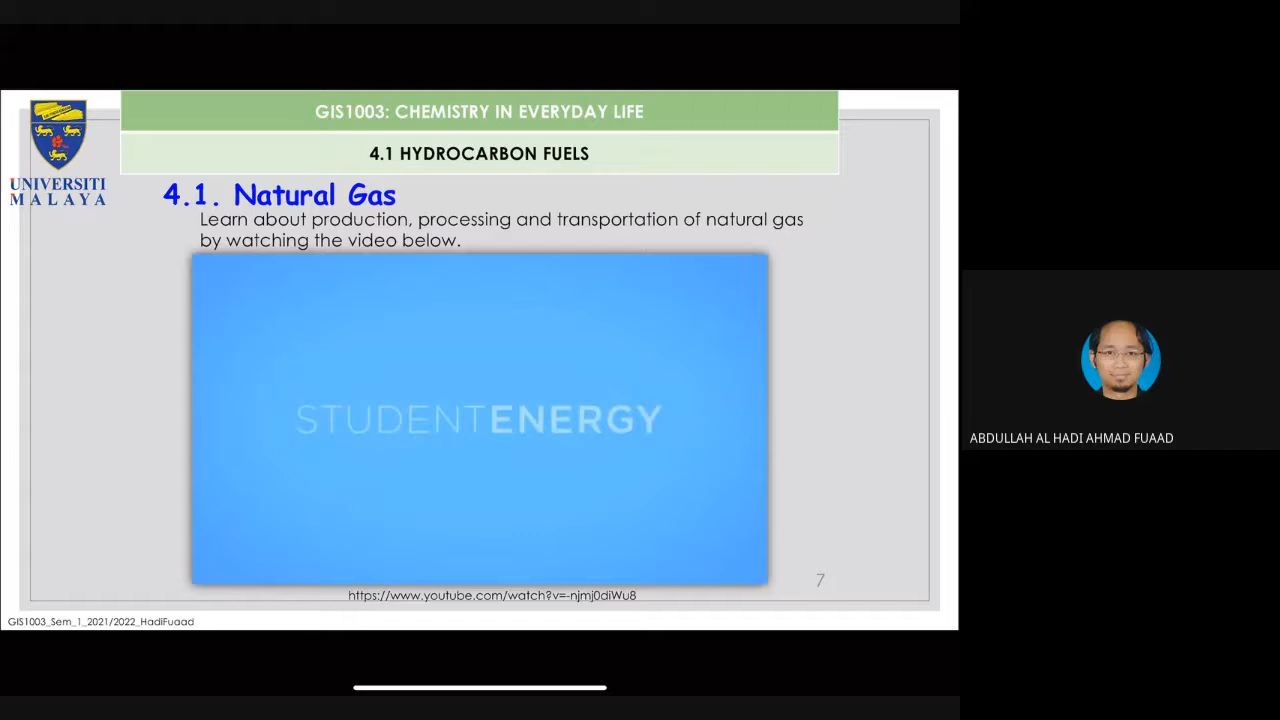 GIS1003: CHEMISTRY IN EVERYDAY LIFE
4.1 HYDROCARBON FUELS
UNIVERSITI
MALAYA
4.1. Natural Gas
Learn about production, processing and transportation of natural gas
by watching the video below.
STUDENTENERGY
7
https://www.youtube.com/watch?v=-njmj0diWu8
GIS1003_Sem_1_2021/2022_HadiFuaad
ABDULLAH AL HADI AHMAD FUAAD